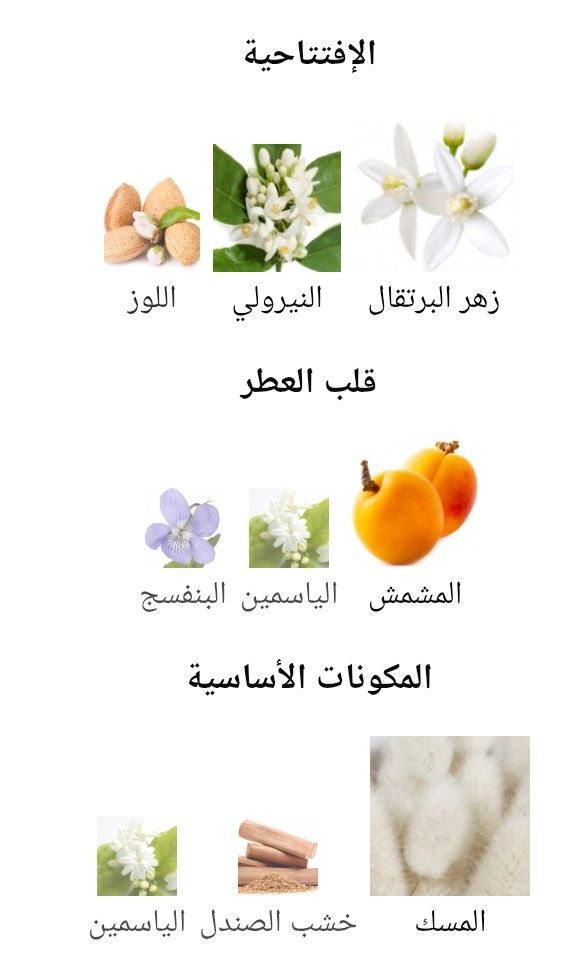 الإفتتاحية
زهر البرتقال النيرولي اللوز
قلب العطر
المشمش الياسمين البنفسج
المكونات الأساسية
المسك خشب الصندل الياسمين